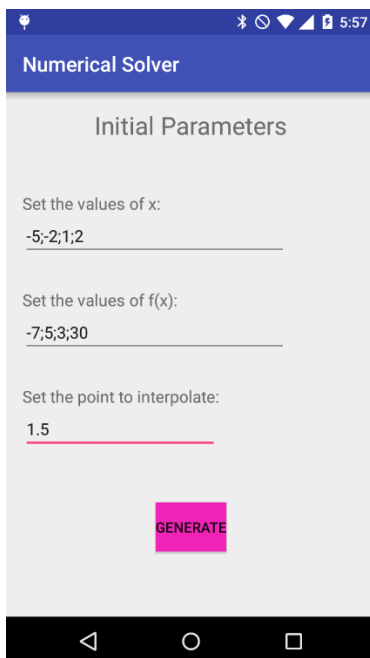 5:57
Numerical Solver
Initial Parameters
Set the values of x:
-5;-2;1;2
Set the values of f(x):
-7;5;3;30
Set the point to interpolate:
1.5
GENERATE